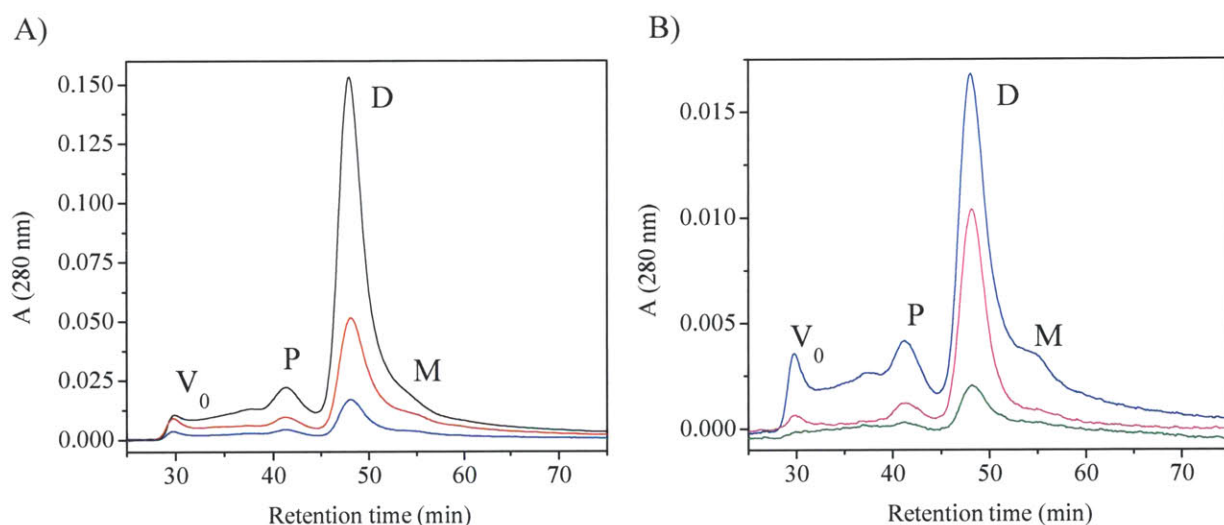 A)
0.150
0.125
0.100
0.075
0.050
0.025
0.000
A (280 nm)
V0
P
D
M
30 40 50 60 70
Retention time (min)
B)
0.015
0.010
0.005
0.000
A (280 nm)
V0
P
D
M
30 40 50 60 70
Retention time (min)